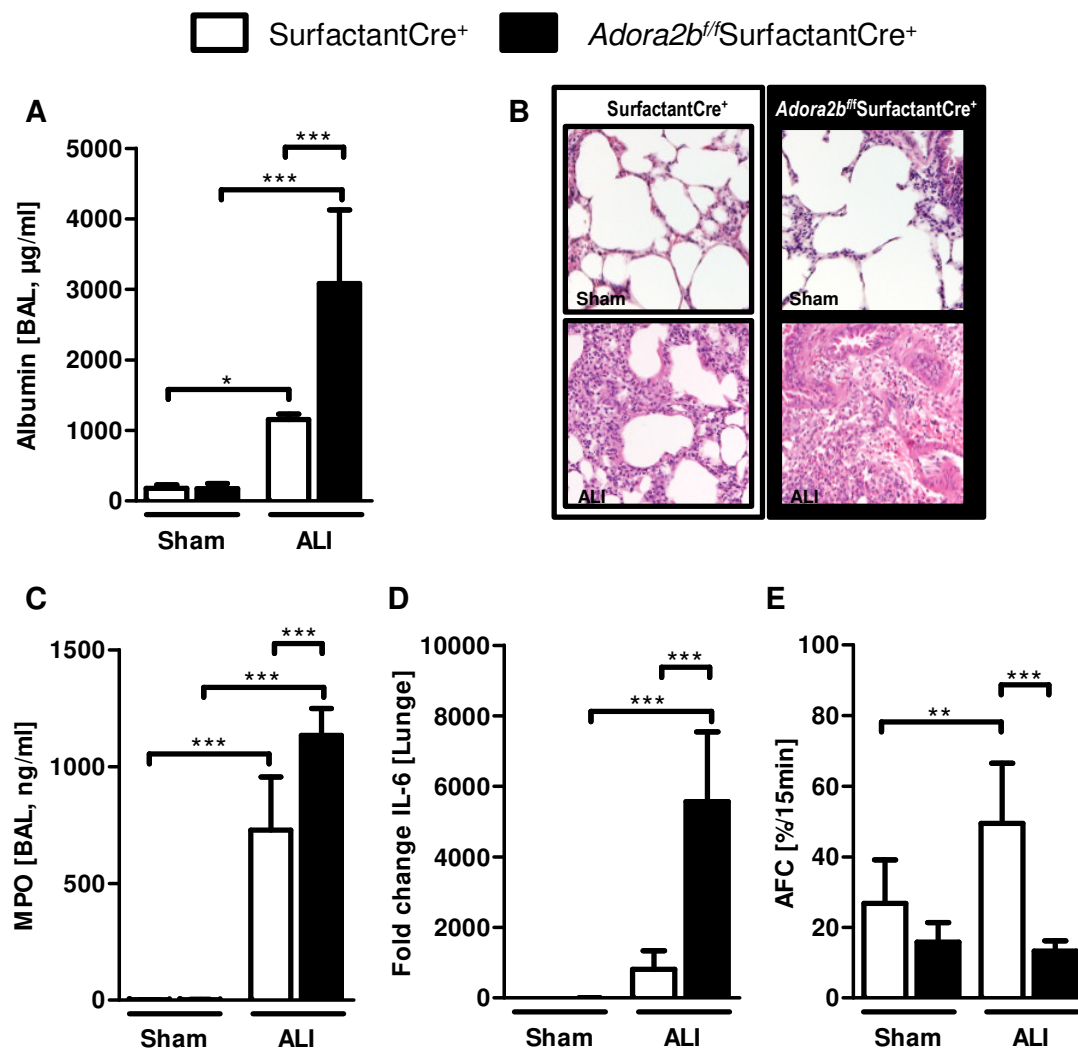 SurfactantCre⁺ Adora2bᶠ/ᶠSurfactantCre⁺
A
Albumin [BAL, µg/ml]
5000
4000
3000
2000
1000
0
***
***
*
Sham ALI
B
SurfactantCre⁺ Adora2bᶠ/ᶠSurfactantCre⁺
Sham Sham
ALI ALI
C
MPO [BAL, ng/ml]
1500
1000
500
0
***
***
***
Sham ALI
D
Fold change IL-6 [Lunge]
10000
8000
6000
4000
2000
0
***
***
Sham ALI
E
AFC [%/15min]
100
80
60
40
20
0
***
**
Sham ALI